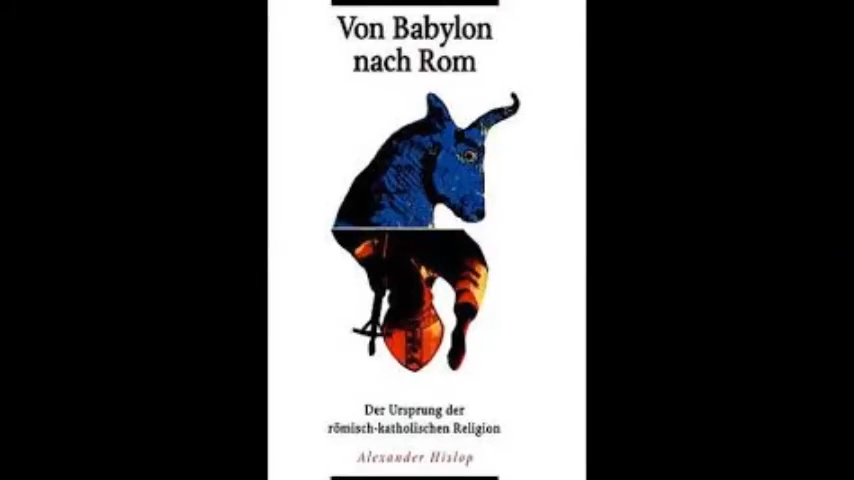 Von Babylon
nach Rom
Der Ursprung der
römisch-katholischen Religion
Alexander Hislop